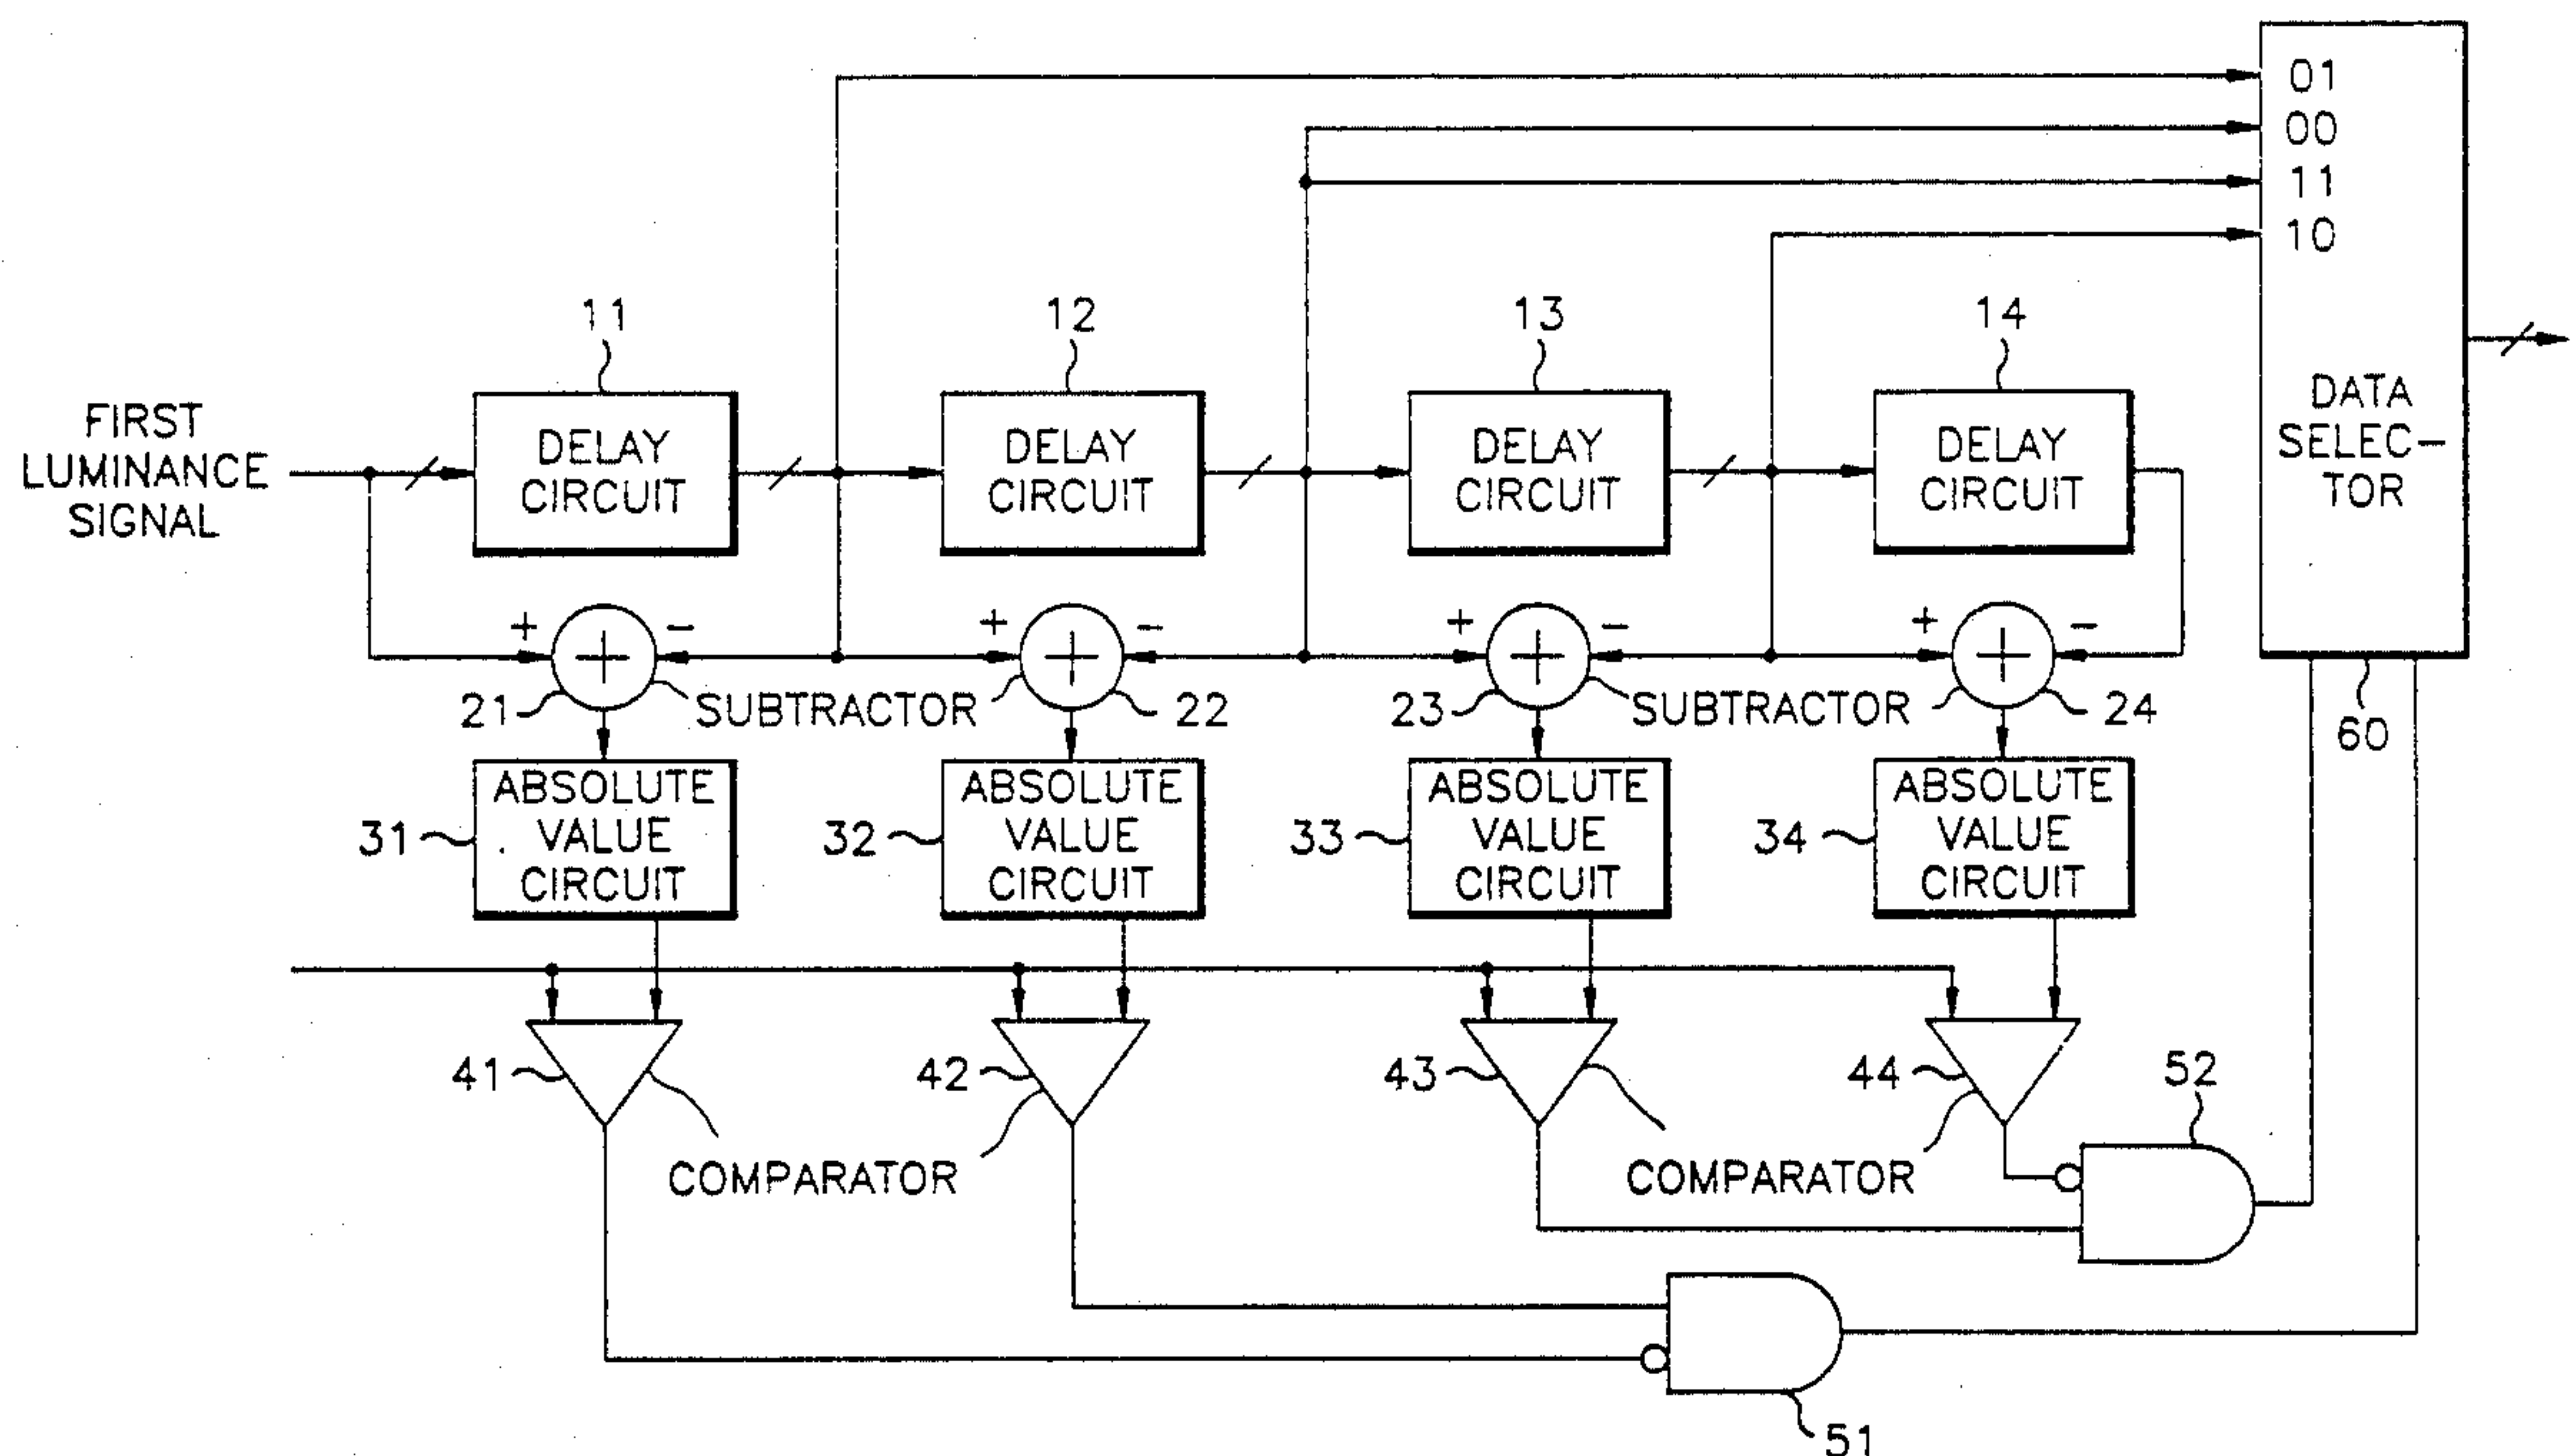 01
00
11
10
11
12
13
14
FIRST
LUMINANCE
SIGNAL
DELAY
CIRCUIT
DELAY
CIRCUIT
DELAY
CIRCUIT
DELAY
CIRCUIT
DATA
SELEC-
TOR
+
-
+
-
+
-
+
-
21
SUBTRACTOR
22
23
SUBTRACTOR
24
60
31
ABSOLUTE
VALUE
CIRCUIT
32
ABSOLUTE
VALUE
CIRCUIT
33
ABSOLUTE
VALUE
CIRCUIT
34
ABSOLUTE
VALUE
CIRCUIT
41
42
43
44
52
COMPARATOR
COMPARATOR
51